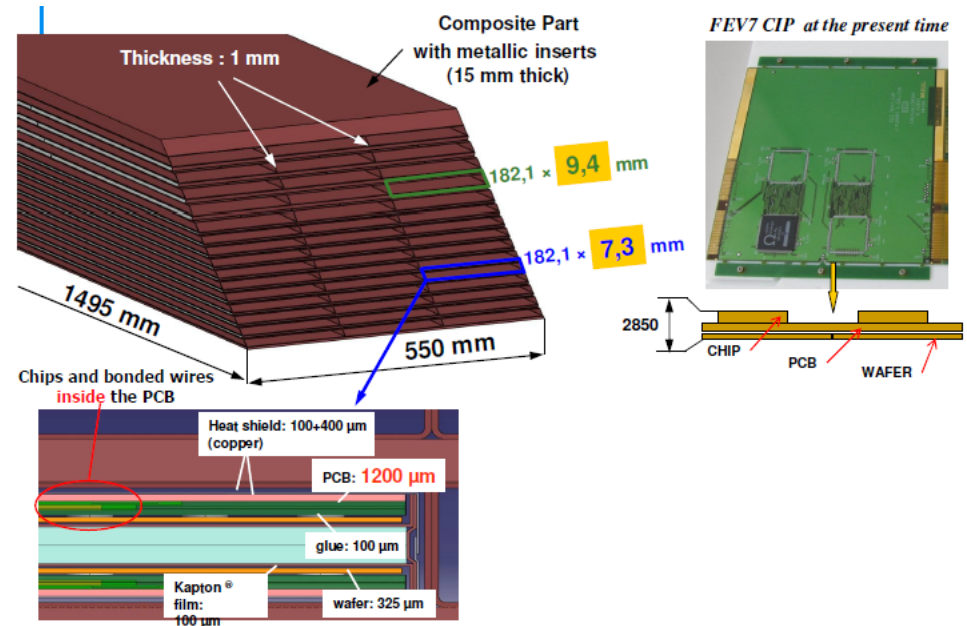 Composite Part
with metallic inserts
(15 mm thick)
FEV7 CIP at the present time
Thickness : 1 mm
182,1 × 9,4 mm
182,1 × 7,3 mm
1495 mm
550 mm
2850
CHIP
PCB
WAFER
Chips and bonded wires
inside the PCB
Heat shield: 100+400 µm
(copper)
PCB: 1200 µm
glue: 100 µm
Kapton ®
film:
100 µm
wafer: 325 µm